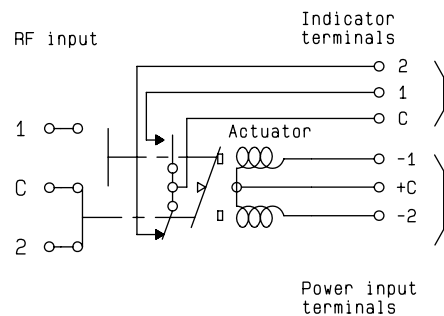 Indicator
terminals
RF input
2
1
C
Actuator
1
-1
C
+C
-2
2
Power input
terminals